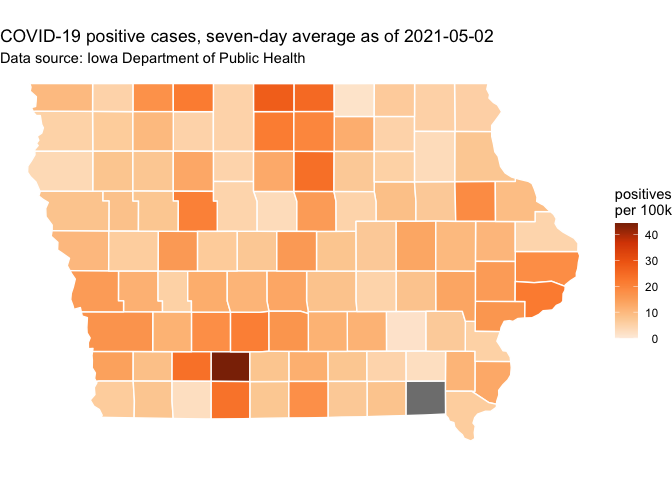 COVID-19 positive cases, seven-day average as of 2021-05-02
Data source: Iowa Department of Public Health
positives
per 100k
40
30
20
10
0